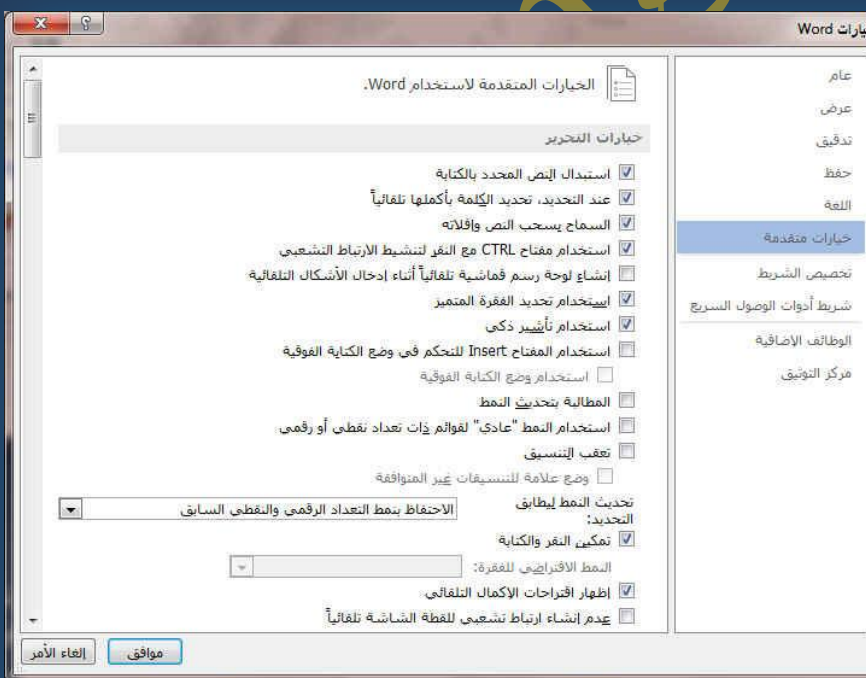 يارات Word
عام
عرض
تدقيق
حفظ
اللغة
خيارات متقدمة
تخصيص الشريط
شريط أدوات الوصول السريع
الوظائف الإضافية
مركز التوثيق
الخيارات المتقدمة لاستخدام Word.
خيارات التحرير
استبدال النص المحدد بالكتابة
عند التحديد، تحديد الكلمة بأكملها تلقائياً
السماح بسحب النص وإفلاته
استخدام مفتاح CTRL مع النقر لتنشيط الارتباط التشعبي
إنشاء لوحة رسم قماشية تلقائياً أثناء إدخال الأشكال التلقائية
استخدام تحديد الفقرة المتميز
استخدام تأشير ذكي
استخدام المفتاح Insert للتحكم في وضع الكتابة الفوقية
استخدام وضع الكتابة الفوقية
المطالبة بتحديث النمط
استخدام النمط "عادي" لقوائم ذات تعداد نقطي أو رقمي
تعقب التنسيق
وضع علامة للتنسيقات غير المتوافقة
تحديث النمط ليطابق التحديد:
الاحتفاظ بنمط التعداد الرقمي والنقطي السابق
تمكين النقر والكتابة
النمط الافتراضي للفقرة:
إظهار اقتراحات الإكمال التلقائي
عدم إنشاء ارتباط تشعبي للقطة الشاشة تلقائياً
موافق
إلغاء الأمر